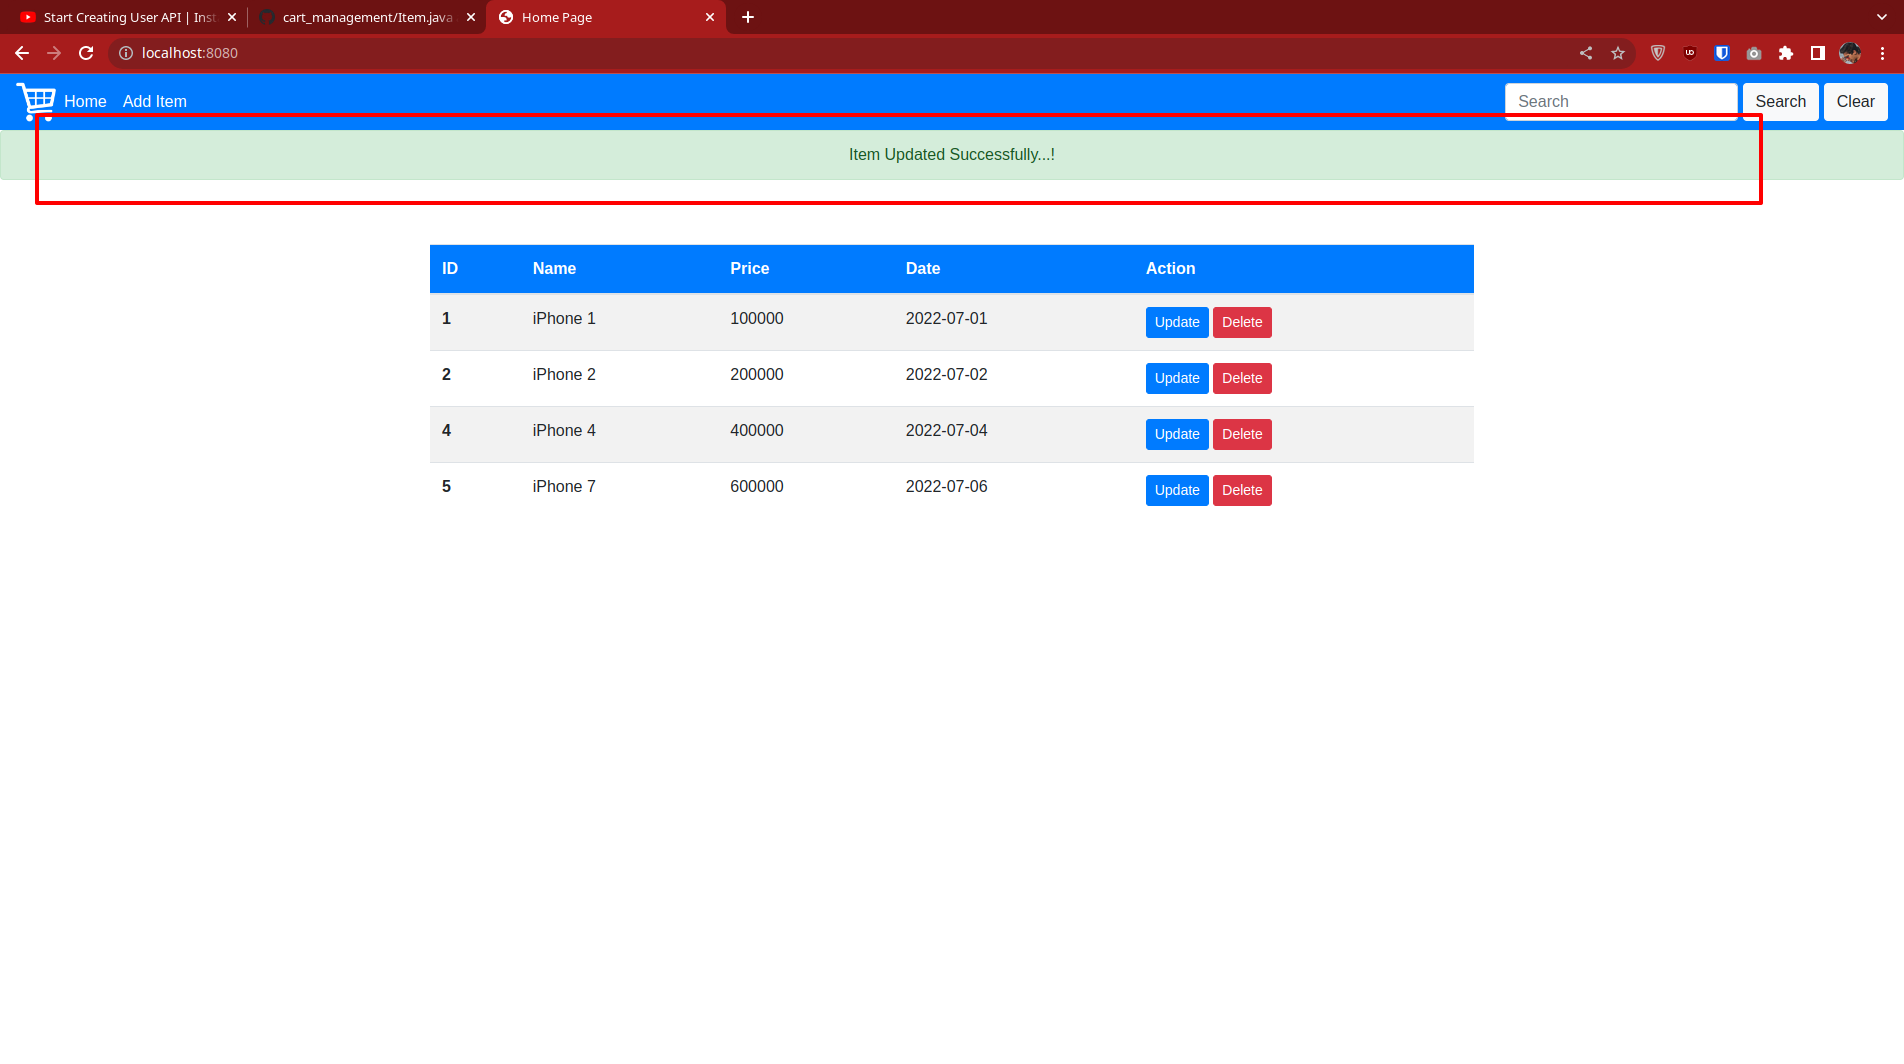 Start Creating User API | Inst
cart_management/Item.java
Home Page
localhost:8080
Home Add Item Search Search Clear
Item Updated Successfully...!
ID Name Price Date Action
1 iPhone 1 100000 2022-07-01 Update Delete
2 iPhone 2 200000 2022-07-02 Update Delete
4 iPhone 4 400000 2022-07-04 Update Delete
5 iPhone 7 600000 2022-07-06 Update Delete